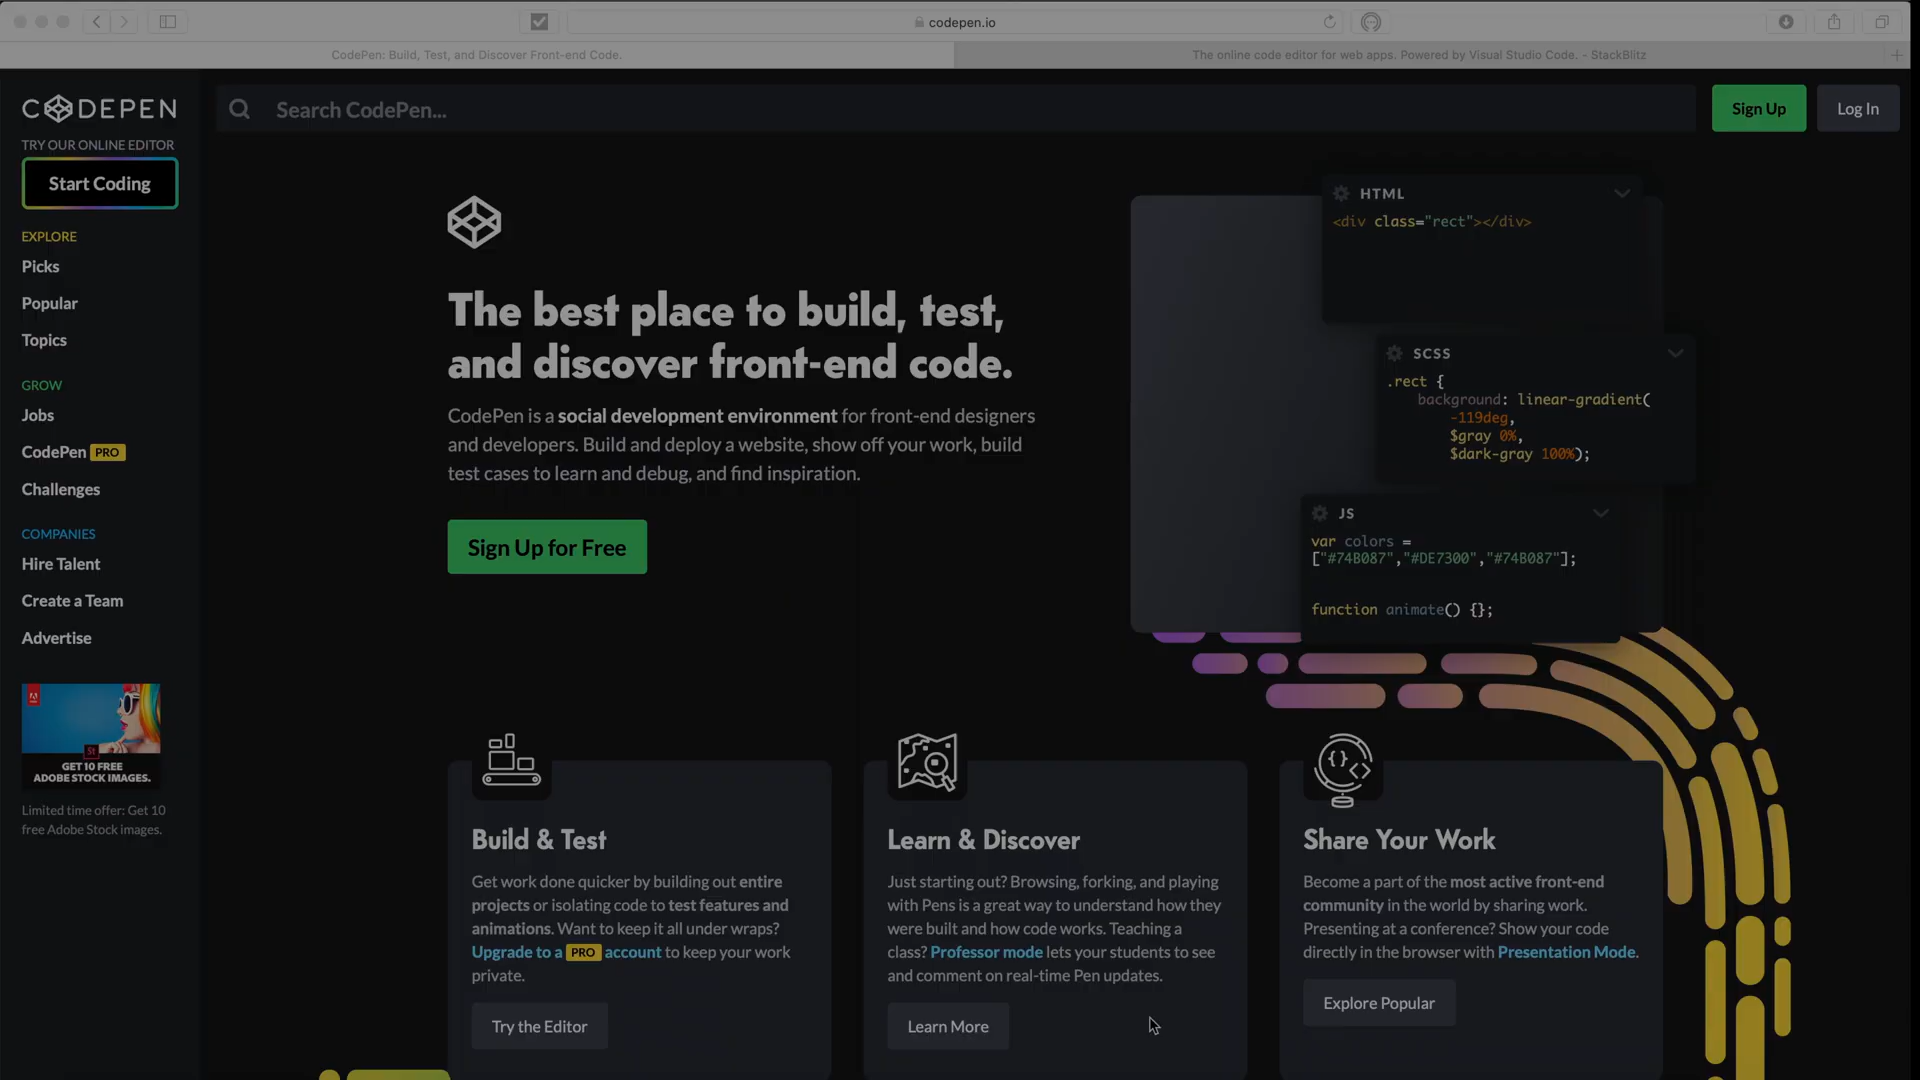 codepen.io
CodePen: Build, Test, and Discover Front-end Code.
The online code editor for web apps. Powered by Visual Studio Code. - StackBlitz
CODEPEN
Search CodePen...
Sign Up
Log In
TRY OUR ONLINE EDITOR
Start Coding
EXPLORE
Picks
Popular
Topics
GROW
Jobs
CodePen PRO
Challenges
COMPANIES
Hire Talent
Create a Team
Advertise
St
GET 10 FREE
ADOBE STOCK IMAGES.
Limited time offer: Get 10
free Adobe Stock images.
The best place to build, test,
and discover front-end code.
CodePen is a social development environment for front-end designers
and developers. Build and deploy a website, show off your work, build
test cases to learn and debug, and find inspiration.
Sign Up for Free
HTML
<div class="rect"></div>
SCSS
.rect {
background: linear-gradient(
-119deg,
$gray 0%,
$dark-gray 100%);
JS
var colors =
["#74B087","#DE7300","#74B087"];
function animate() {};
Build & Test
Get work done quicker by building out entire
projects or isolating code to test features and
animations. Want to keep it all under wraps?
Upgrade to a PRO account to keep your work
private.
Try the Editor
Learn & Discover
Just starting out? Browsing, forking, and playing
with Pens is a great way to understand how they
were built and how code works. Teaching a
class? Professor mode lets your students to see
and comment on real-time Pen updates.
Learn More
Share Your Work
Become a part of the most active front-end
community in the world by sharing work.
Presenting at a conference? Show your code
directly in the browser with Presentation Mode.
Explore Popular